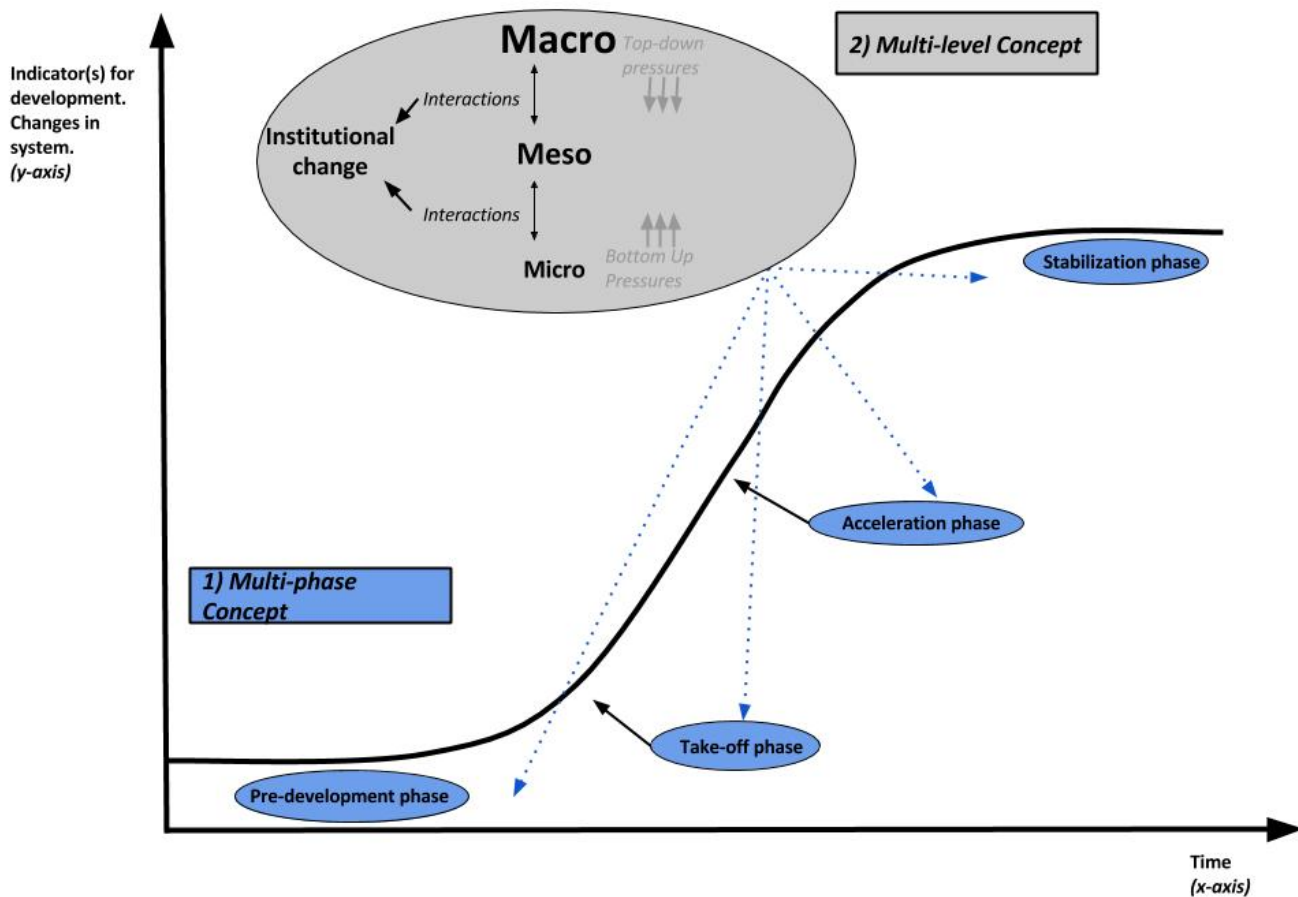 Indicator(s) for
development.
Changes in
system.
(y-axis)
Macro
Top-down
pressures
Interactions
Institutional
change
Meso
Interactions
Micro
Bottom Up
Pressures
2) Multi-level Concept
Stabilization phase
Acceleration phase
1) Multi-phase
Concept
Take-off phase
Pre-development phase
Time
(x-axis)